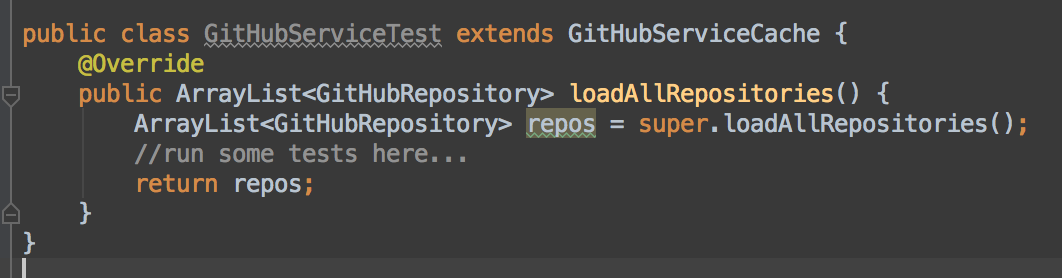 public class GitHubServiceTest extends GitHubServiceCache {
    @Override
    public ArrayList<GitHubRepository> loadAllRepositories() {
        ArrayList<GitHubRepository> repos = super.loadAllRepositories();
        //run some tests here...
        return repos;
    }
}